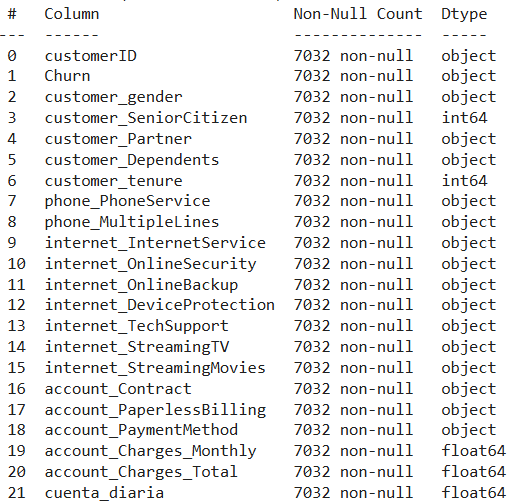 #   Column                     Non-Null Count  Dtype
---  ------                     --------------  -----
0   customerID                 7032 non-null   object
1   Churn                      7032 non-null   object
2   customer_gender            7032 non-null   object
3   customer_SeniorCitizen     7032 non-null   int64
4   customer_Partner           7032 non-null   object
5   customer_Dependents        7032 non-null   object
6   customer_tenure            7032 non-null   int64
7   phone_PhoneService         7032 non-null   object
8   phone_MultipleLines        7032 non-null   object
9   internet_InternetService   7032 non-null   object
10  internet_OnlineSecurity    7032 non-null   object
11  internet_OnlineBackup      7032 non-null   object
12  internet_DeviceProtection  7032 non-null   object
13  internet_TechSupport       7032 non-null   object
14  internet_StreamingTV       7032 non-null   object
15  internet_StreamingMovies   7032 non-null   object
16  account_Contract           7032 non-null   object
17  account_PaperlessBilling   7032 non-null   object
18  account_PaymentMethod      7032 non-null   object
19  account_Charges_Monthly    7032 non-null   float64
20  account_Charges_Total      7032 non-null   float64
21  cuenta_diaria              7032 non-null   float64